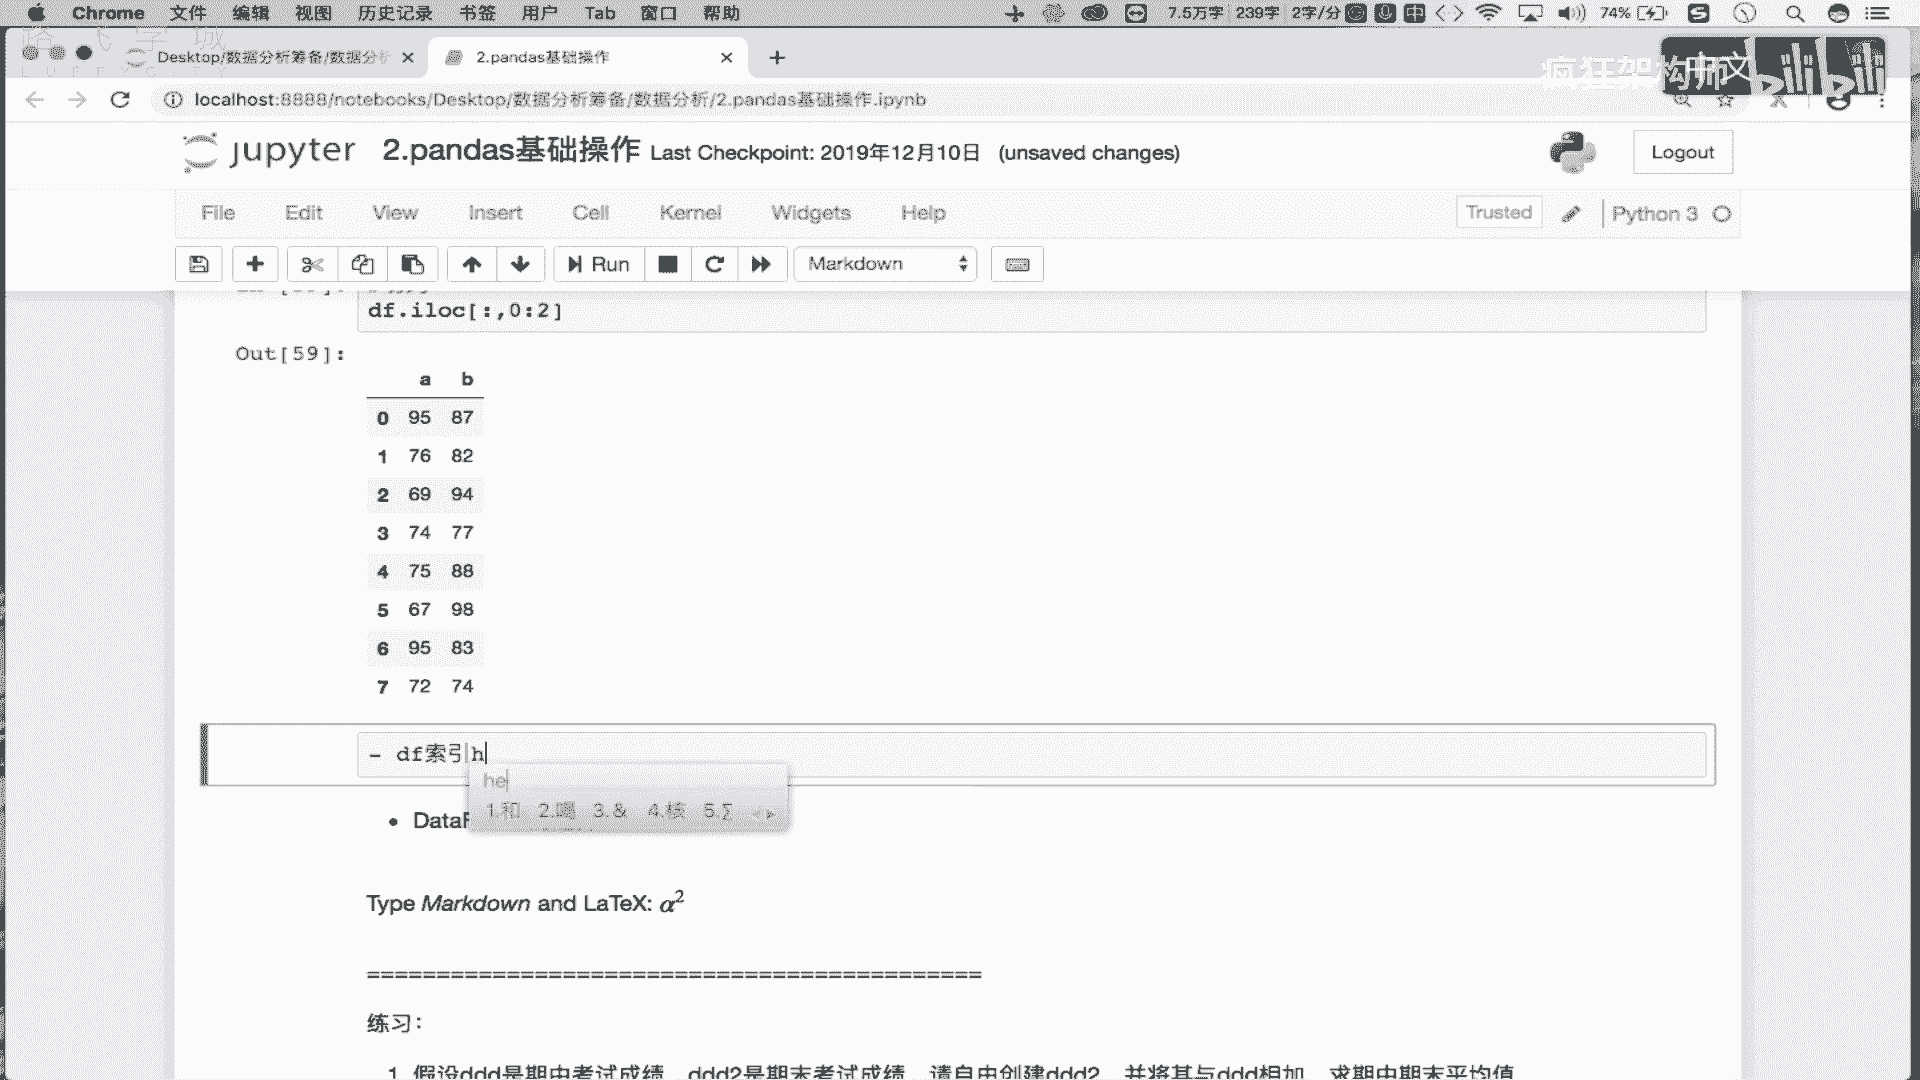 Chrome 文件 编辑 视图 历史记录 书签 用户 Tab 窗口 帮助 7.5万字 239字 2字/分 中 74%
Desktop/数据分析筹备/数据分析
2.pandas基础操作
疯狂架构师
中文
bilibili
localhost:8888/notebooks/Desktop/数据分析筹备/数据分析/2.pandas基础操作.ipynb
jupyter 2.pandas基础操作 Last Checkpoint: 2019年12月10日 (unsaved changes)
Logout
File Edit View Insert Cell Kernel Widgets Help Trusted Python 3
Run Markdown
df.iloc[:,0:2]
Out[59]:
a b
0 95 87
1 76 82
2 69 94
3 74 77
4 75 88
5 67 98
6 95 83
7 72 74
- df索引h
he
1.和 2.喝 3.& 4.核 5.∑
• DataF
Type Markdown and LaTeX: α²
============================================
练习：
1. 假设ddd是期中考试成绩，ddd2是期末考试成绩，请自由创建ddd2，并将其与ddd相加，求期中期末平均值